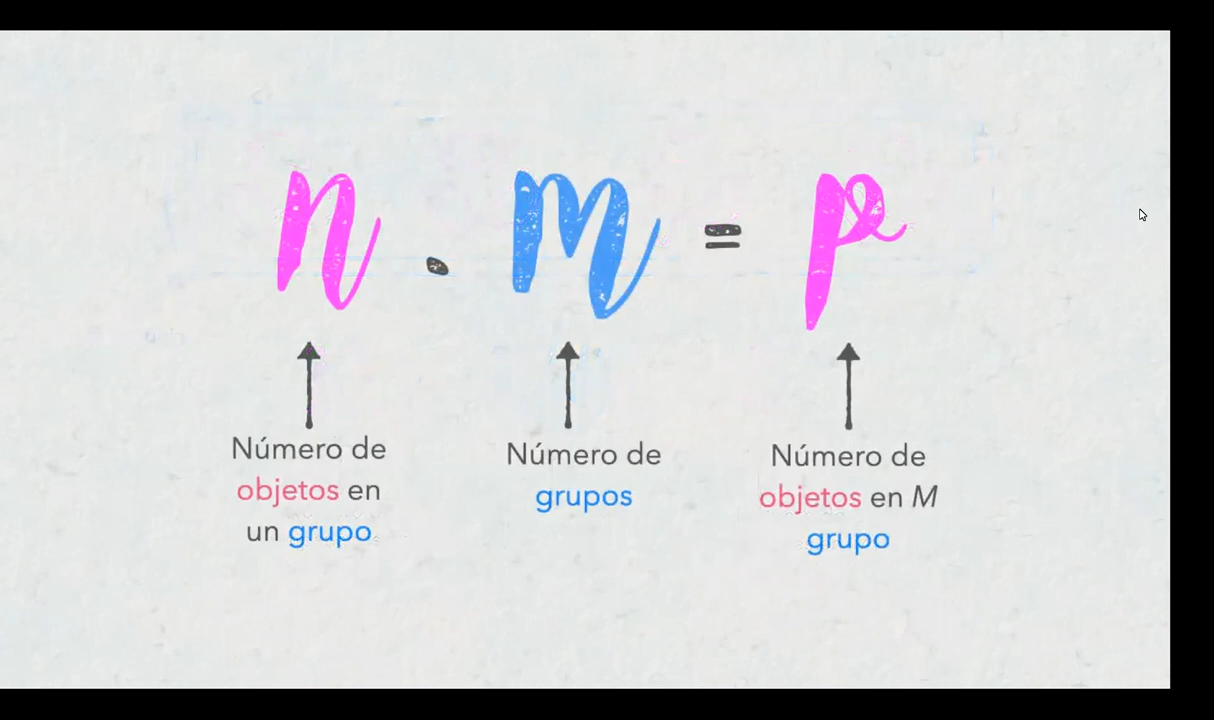 n · m = p
Número de
objetos en
un grupo
Número de
grupos
Número de
objetos en M
grupo